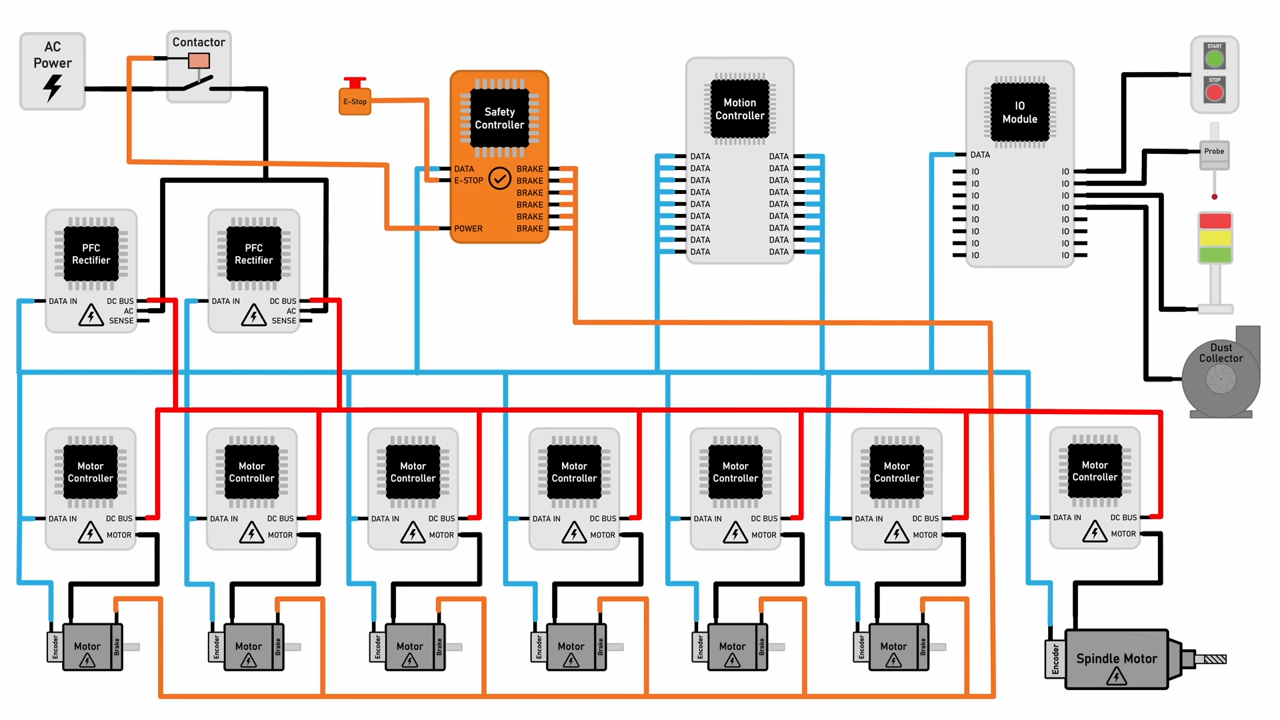 AC
Power
Contactor
E-Stop
Safety
Controller
DATA
E-STOP
POWER
BRAKE
BRAKE
BRAKE
BRAKE
BRAKE
BRAKE
Motion
Controller
DATA DATA
DATA DATA
DATA DATA
DATA DATA
DATA DATA
DATA DATA
DATA DATA
DATA DATA
DATA DATA
IO
Module
DATA
IO IO
IO IO
IO IO
IO IO
IO IO
IO IO
IO IO
IO IO
START
STOP
Probe
Dust
Collector
PFC
Rectifier
DATA IN
DC BUS
AC
SENSE
PFC
Rectifier
DATA IN
DC BUS
AC
SENSE
Motor
Controller
DATA IN
DC BUS
MOTOR
Motor
Controller
DATA IN
DC BUS
MOTOR
Motor
Controller
DATA IN
DC BUS
MOTOR
Motor
Controller
DATA IN
DC BUS
MOTOR
Motor
Controller
DATA IN
DC BUS
MOTOR
Motor
Controller
DATA IN
DC BUS
MOTOR
Motor
Controller
DATA IN
DC BUS
MOTOR
Encoder
Motor
Brake
Encoder
Motor
Brake
Encoder
Motor
Brake
Encoder
Motor
Brake
Encoder
Motor
Brake
Encoder
Motor
Brake
Encoder
Spindle Motor